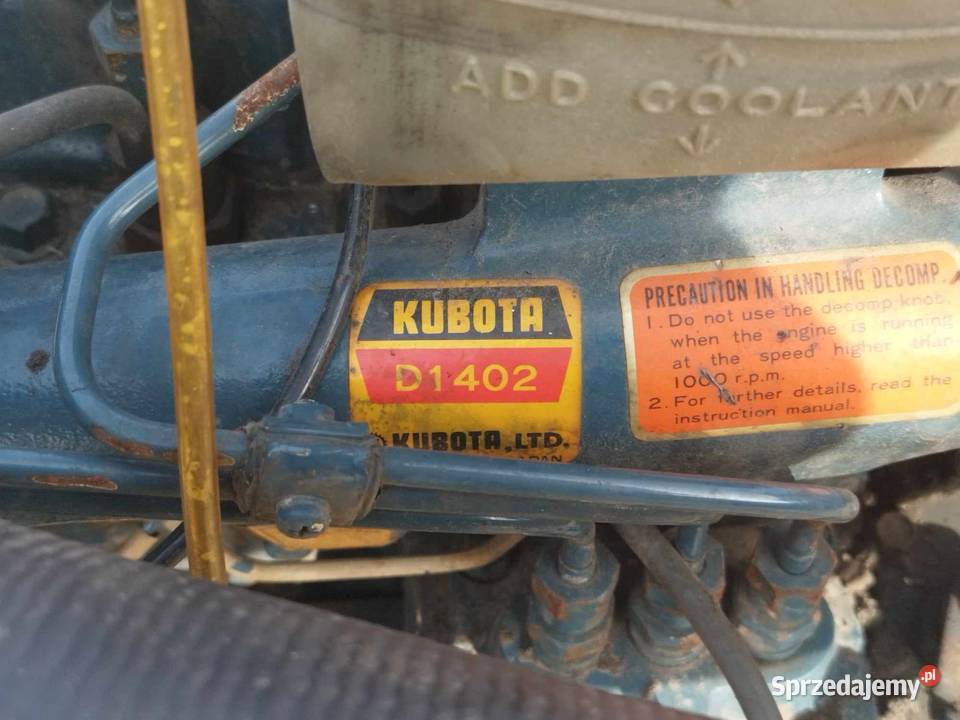 ADD COOLANT
KUBOTA
D1402
KUBOTA, LTD.
PRECAUTION IN HANDLING DECOMP.
1. Do not use the decomp knob,
when the engine is running
at the speed higher than
1000 r.p.m.
2. For further details, read the
instruction manual.
Sprzedajemy.pl